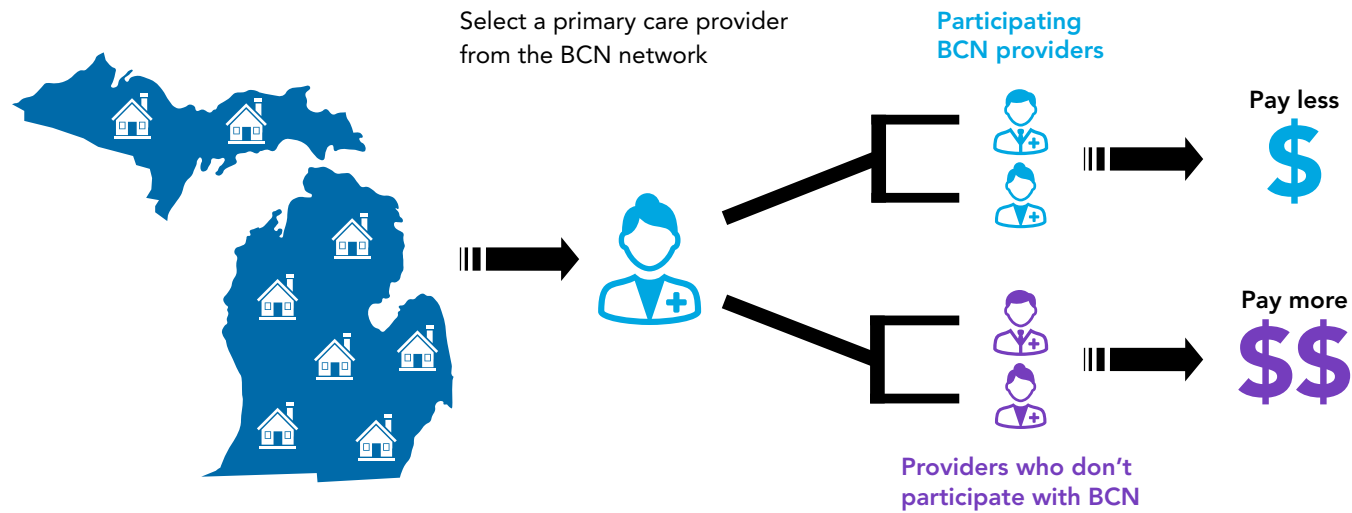 Select a primary care provider
from the BCN network
Participating
BCN providers
Pay less
$
Pay more
$$
Providers who don’t
participate with BCN